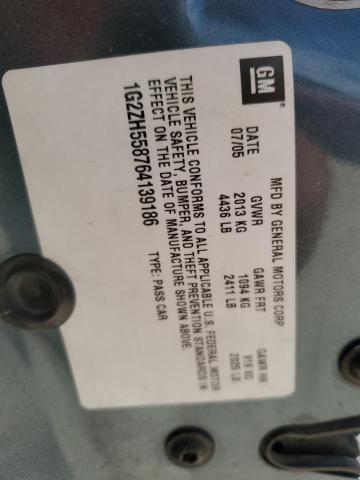 GM
MFD BY GENERAL MOTORS CORP
DATE GVWR GAWR FRT GAWR RR
07/05 2013 KG 1094 KG 919 KG
4436 LB 2411 LB 2025 LB
THIS VEHICLE CONFORMS TO ALL APPLICABLE U.S. FEDERAL MOTOR
VEHICLE SAFETY, BUMPER, AND THEFT PREVENTION STANDARDS IN
EFFECT ON THE DATE OF MANUFACTURE SHOWN ABOVE.
1G2ZH558764139186 TYPE: PASS CAR